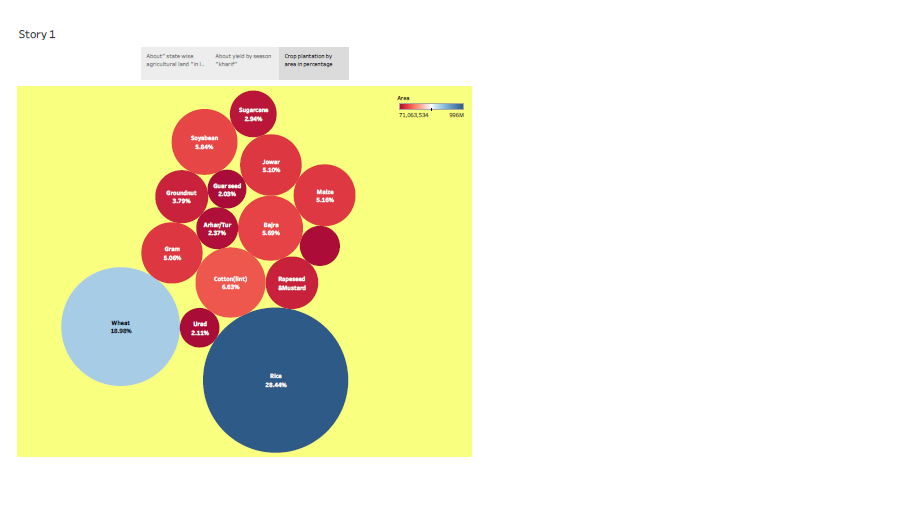 Story 1
About" state wise
agricultural land "in l...
About yield by season
"kharif"
Crop plantation by
area in percentage
Area
71,063,534 996M
Sugarcane
2.94%
Soyabean
5.84%
Jowar
5.10%
Guar seed
2.03%
Groundnut
3.79%
Maize
5.16%
Arhar/Tur
2.37%
Bajra
5.69%
Gram
5.06%
Cotton(lint)
6.63%
Rapeseed
&Mustard
Wheat
18.98%
Urad
2.11%
Rice
28.44%